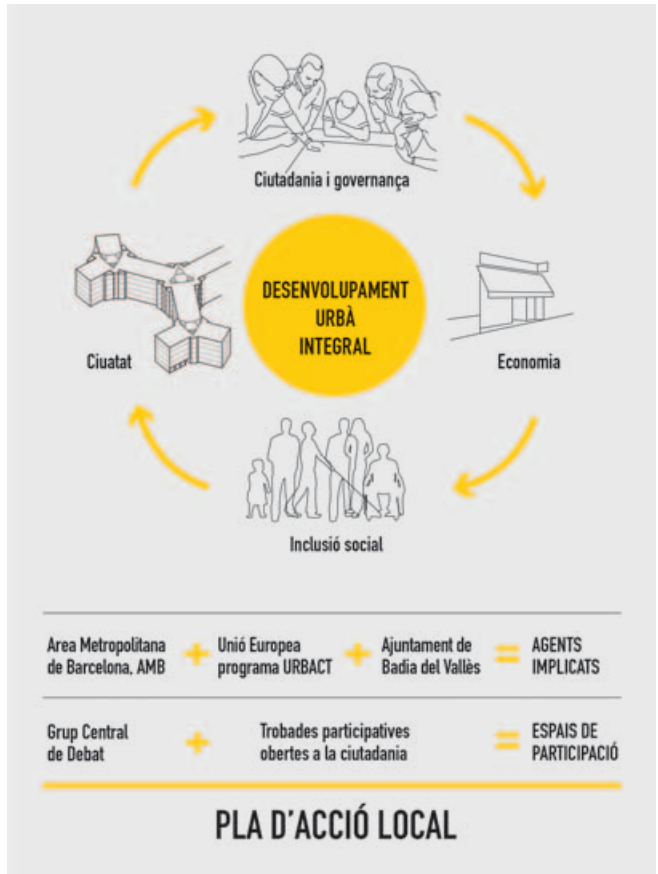 Ciutadania i governança
DESENVOLUPAMENT
URBÀ
INTEGRAL
Ciuatat
Economia
Inclusió social
Area Metropolitana
de Barcelona, AMB
+
Unió Europea
programa URBACT
+
Ajuntament de
Badia del Vallès
=
AGENTS
IMPLICATS
Grup Central
de Debat
+
Trobades participatives
obertes a la ciutadania
=
ESPAIS DE
PARTICIPACIÓ
PLA D'ACCIÓ LOCAL